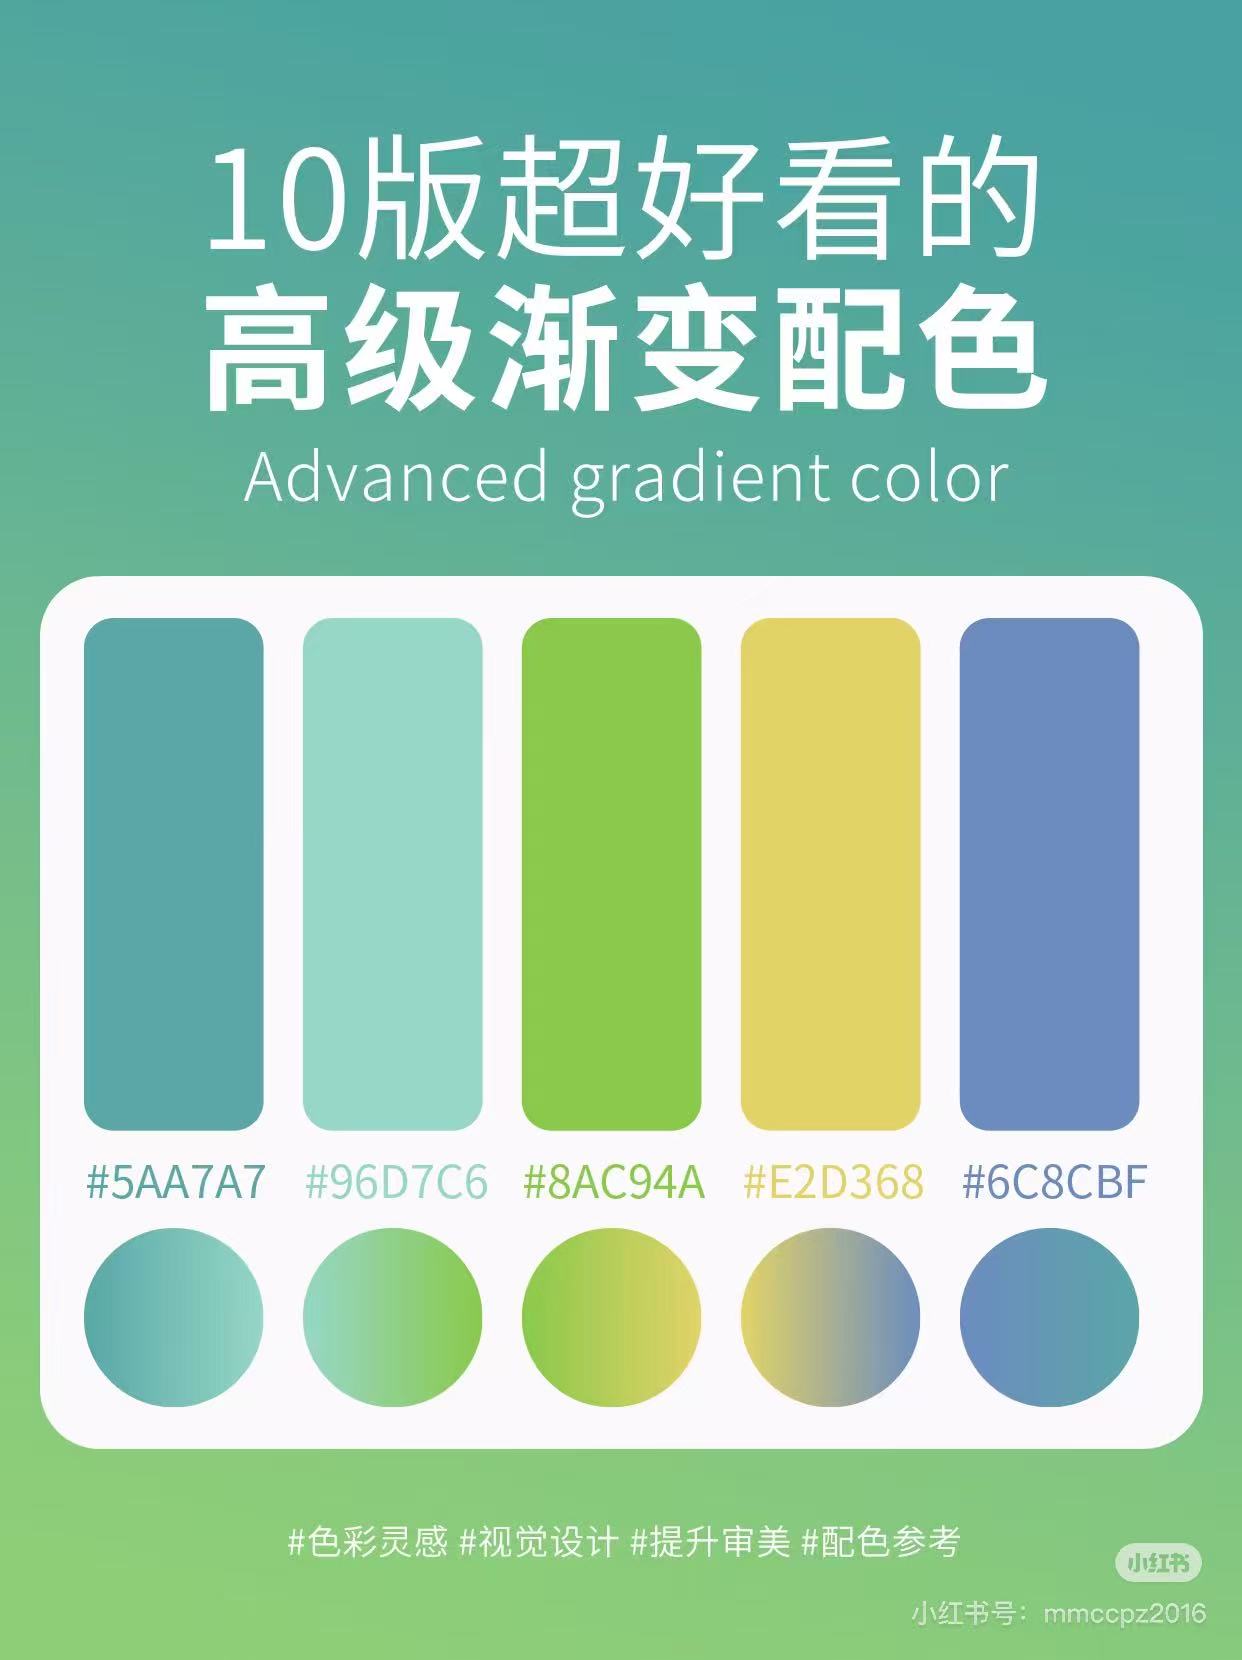 10版超好看的
高级渐变配色
Advanced gradient color
#5AA7A7 #96D7C6 #8AC94A #E2D368 #6C8CBF
#色彩灵感 #视觉设计 #提升审美 #配色参考
小红书
小红书号：mmccpz2016